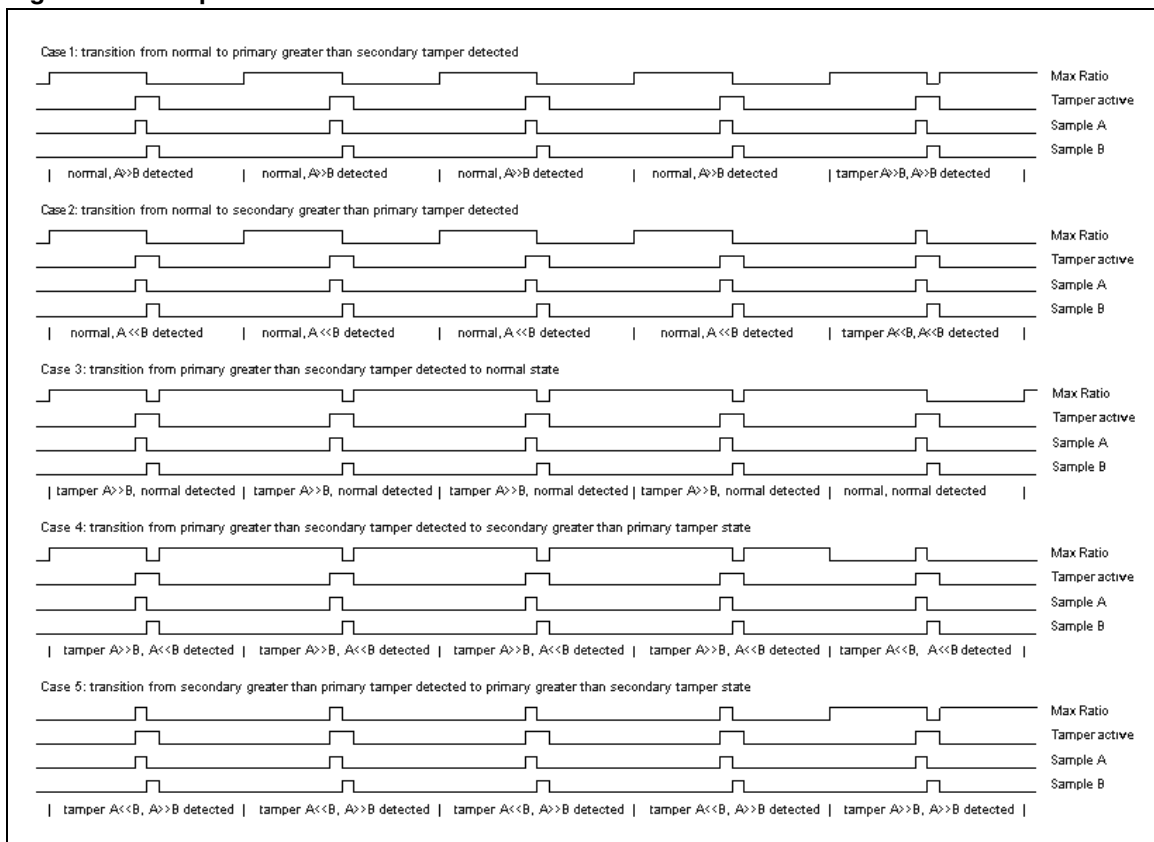 Case 1: transition from normal to primary greater than secondary tamper detected
Max Ratio
Tamper active
Sample A
Sample B
| normal, A>>B detected | normal, A>>B detected | normal, A>>B detected | normal, A>>B detected | tamper A>>B, A>>B detected |
Case 2: transition from normal to secondary greater than primary tamper detected
Max Ratio
Tamper active
Sample A
Sample B
| normal, A<<B detected | normal, A<<B detected | normal, A<<B detected | normal, A<<B detected | tamper A<<B, A<<B detected |
Case 3: transition from primary greater than secondary tamper detected to normal state
Max Ratio
Tamper active
Sample A
Sample B
| tamper A>>B, normal detected | tamper A>>B, normal detected | tamper A>>B, normal detected | tamper A>>B, normal detected | normal, normal detected |
Case 4: transition from primary greater than secondary tamper detected to secondary greater than primary tamper state
Max Ratio
Tamper active
Sample A
Sample B
| tamper A>>B, A<<B detected | tamper A>>B, A<<B detected | tamper A>>B, A<<B detected | tamper A>>B, A<<B detected | tamper A<<B, A<<B detected |
Case 5: transition from secondary greater than primary tamper detected to primary greater than secondary tamper state
Max Ratio
Tamper active
Sample A
Sample B
| tamper A<<B, A>>B detected | tamper A<<B, A>>B detected | tamper A<<B, A>>B detected | tamper A<<B, A>>B detected | tamper A>>B, A>>B detected |